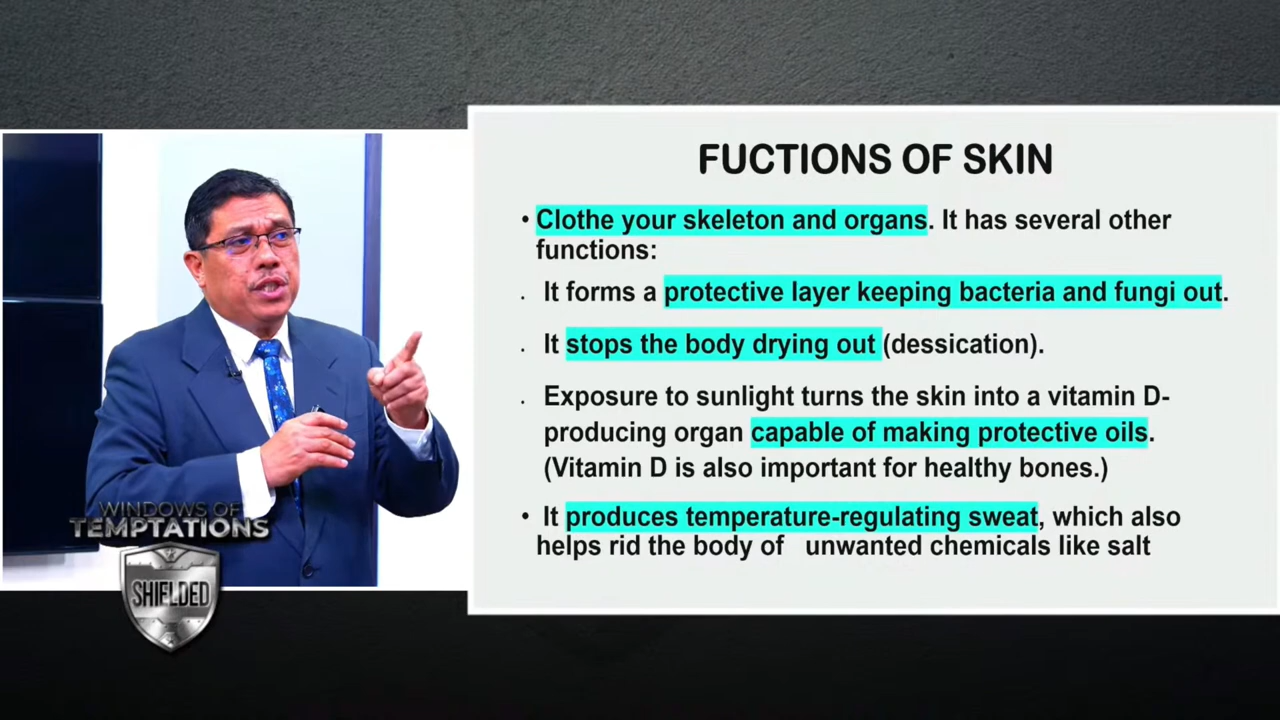 FUCTIONS OF SKIN
• Clothe your skeleton and organs. It has several other
functions:
. It forms a protective layer keeping bacteria and fungi out.
. It stops the body drying out (dessication).
. Exposure to sunlight turns the skin into a vitamin D-
producing organ capable of making protective oils.
(Vitamin D is also important for healthy bones.)
• It produces temperature-regulating sweat, which also
helps rid the body of unwanted chemicals like salt
WINDOWS OF
TEMPTATIONS
SHIELDED